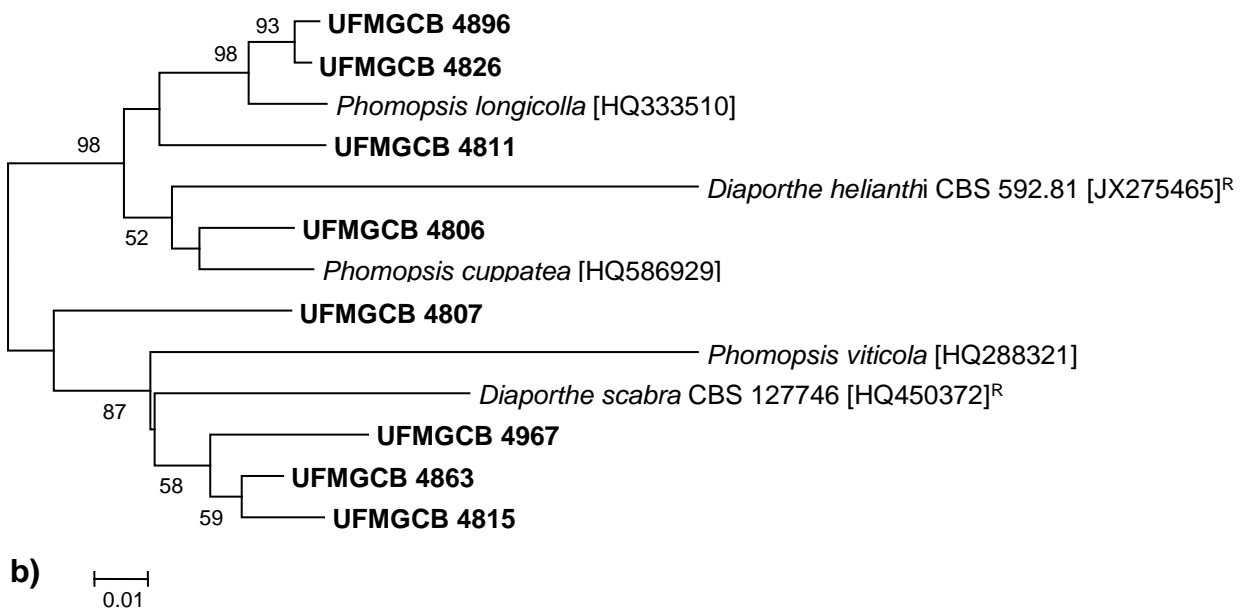 93
UFMGCB 4896
98
UFMGCB 4826
Phomopsis longicolla [HQ333510]
98
UFMGCB 4811
Diaporthe helianthi CBS 592.81 [JX275465]R
52
UFMGCB 4806
Phomopsis cuppatea [HQ586929]
UFMGCB 4807
Phomopsis viticola [HQ288321]
Diaporthe scabra CBS 127746 [HQ450372]R
87
UFMGCB 4967
58
UFMGCB 4863
59
UFMGCB 4815
b)
0.01